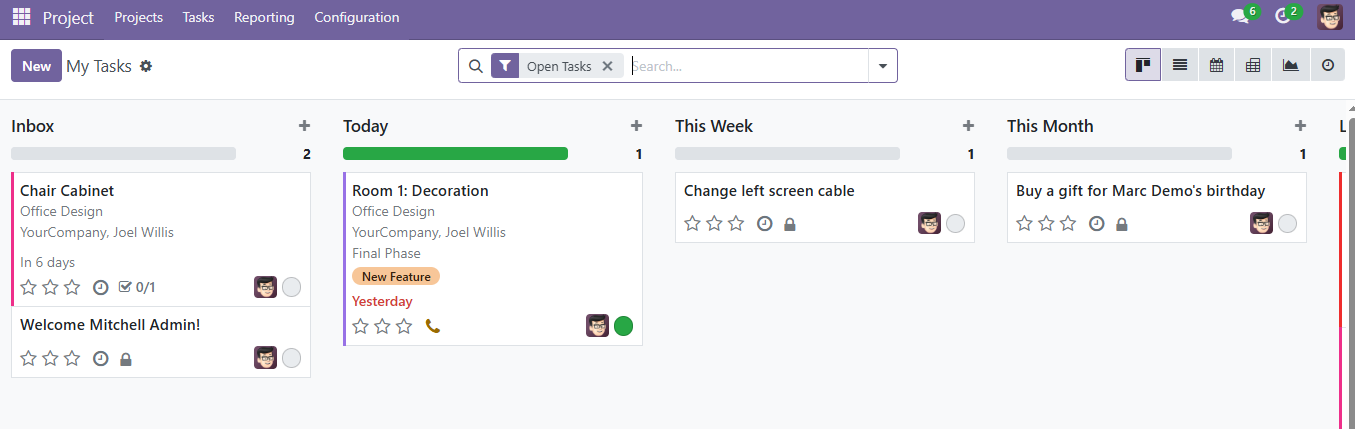 Project Projects Tasks Reporting Configuration 6 2
New My Tasks Open Tasks Search...
Inbox
2
Chair Cabinet
Office Design
YourCompany, Joel Willis
In 6 days
0/1
Welcome Mitchell Admin!
Today
1
Room 1: Decoration
Office Design
YourCompany, Joel Willis
Final Phase
New Feature
Yesterday
This Week
1
Change left screen cable
This Month
1
Buy a gift for Marc Demo's birthday